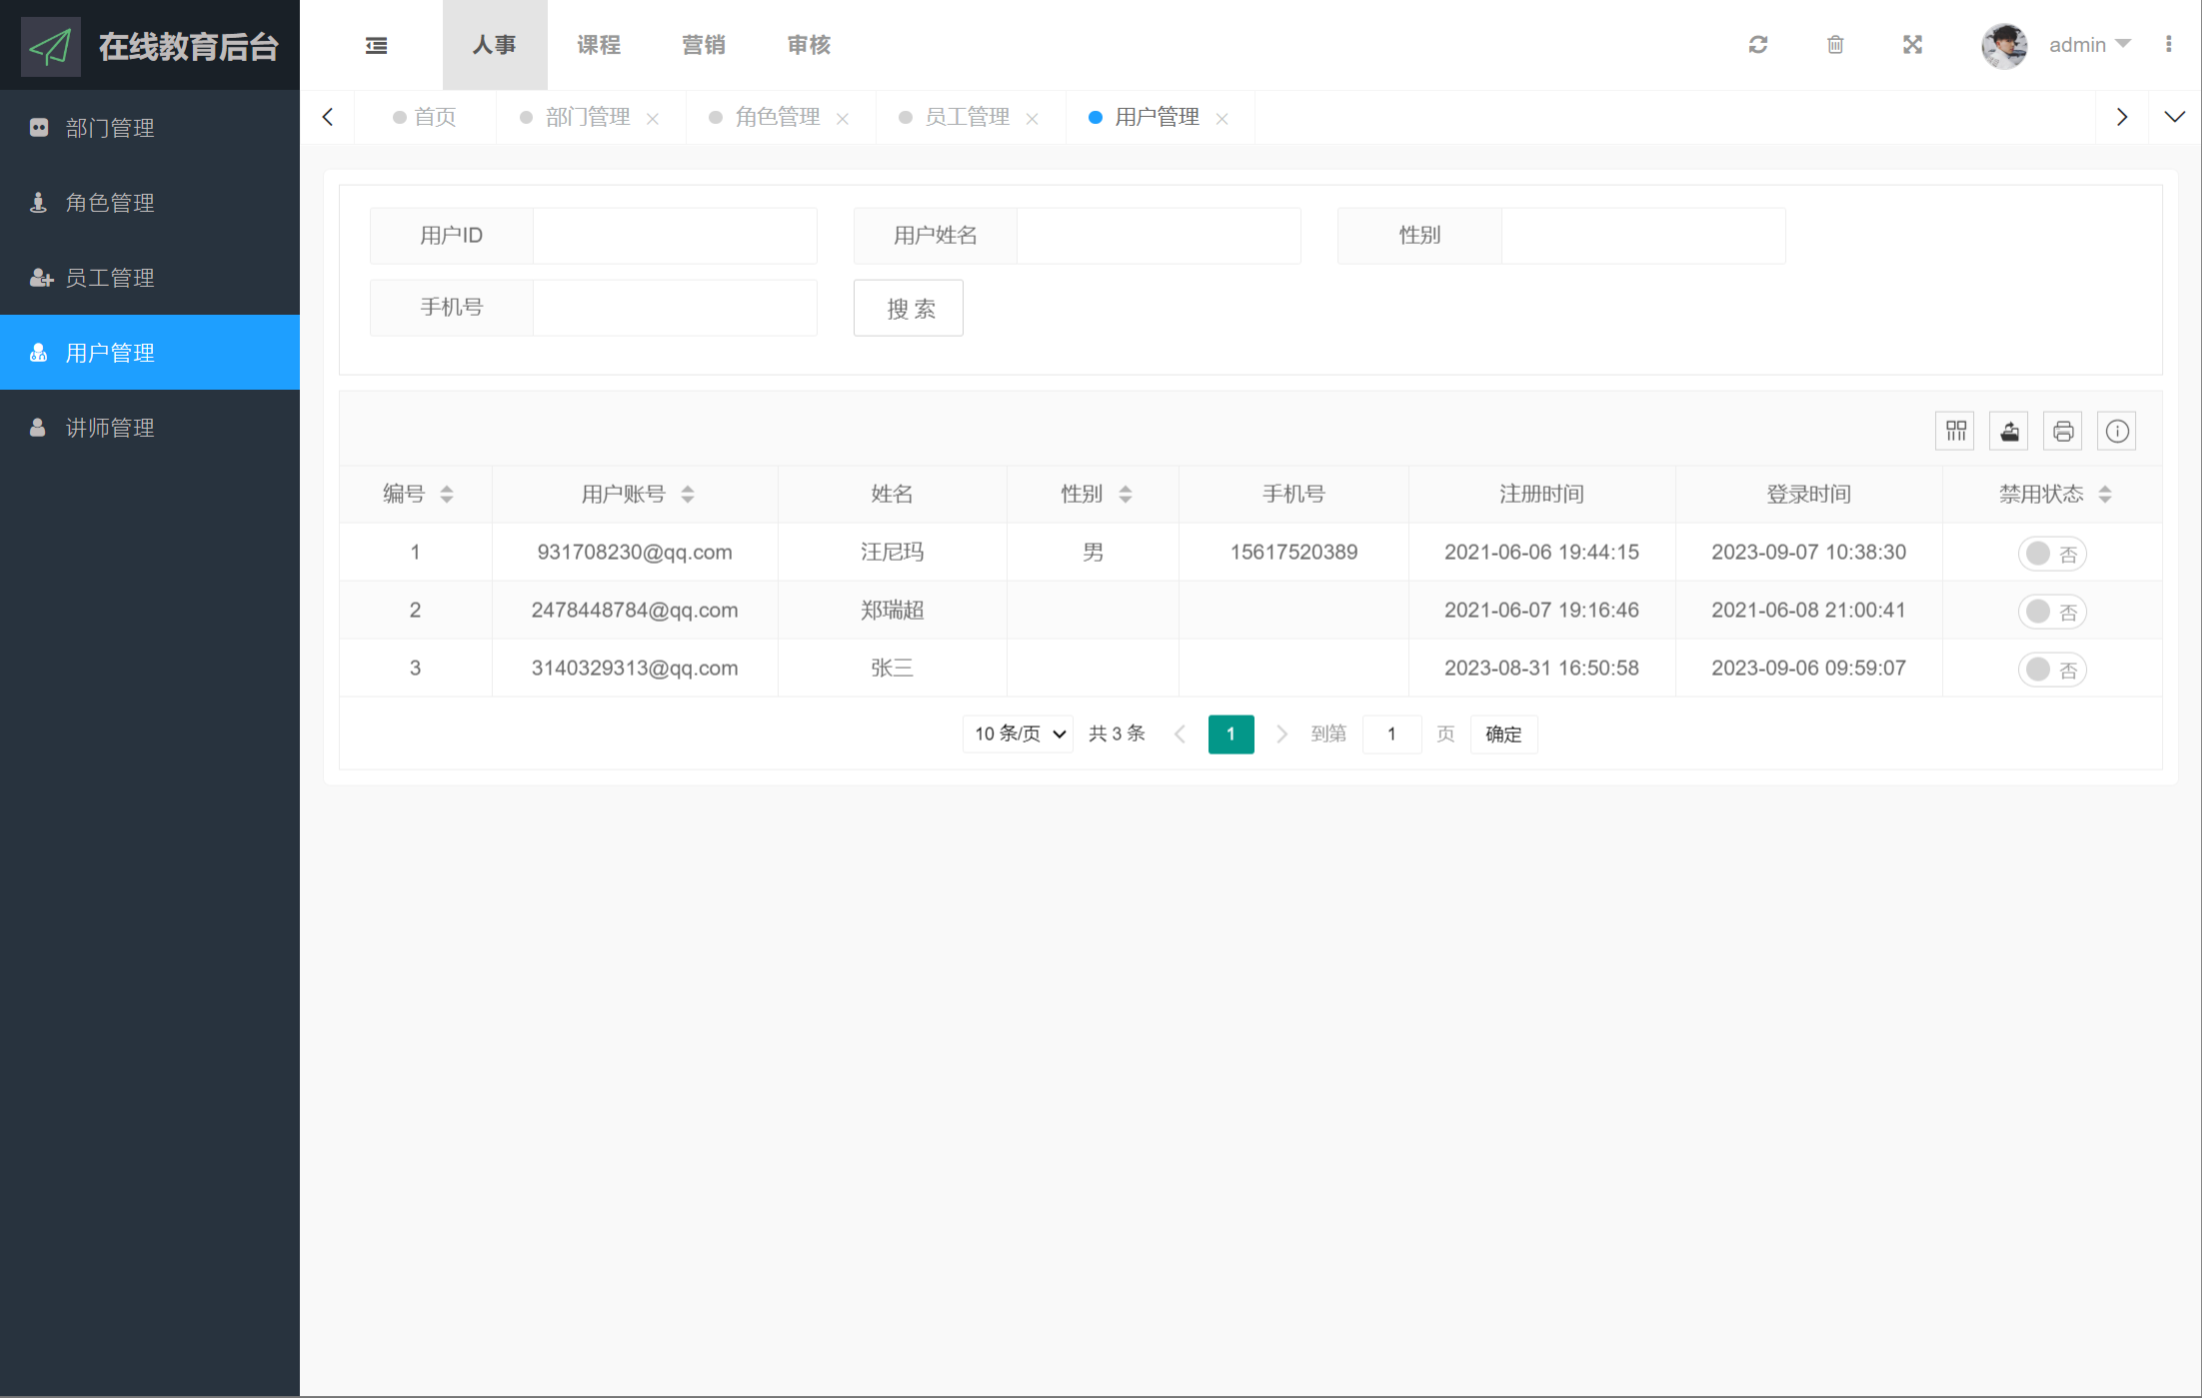 在线教育后台
人事 课程 营销 审核 admin
首页 部门管理 角色管理 员工管理 用户管理
部门管理
角色管理
员工管理
用户管理
讲师管理
用户ID 用户姓名 性别
手机号 搜 索
编号 用户账号 姓名 性别 手机号 注册时间 登录时间 禁用状态
1 931708230@qq.com 汪尼玛 男 15617520389 2021-06-06 19:44:15 2023-09-07 10:38:30 否
2 2478448784@qq.com 郑瑞超 2021-06-07 19:16:46 2021-06-08 21:00:41 否
3 3140329313@qq.com 张三 2023-08-31 16:50:58 2023-09-06 09:59:07 否
10 条/页 共 3 条 1 到第 1 页 确定